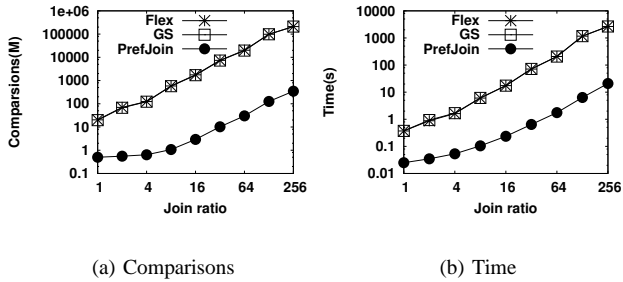 Comparsions(M)
1e+06
100000
10000
1000
100
10
1
0.1
Flex
GS
PrefJoin
1 4 16 64 256
Join ratio
(a) Comparisons
Time(s)
10000
1000
100
10
1
0.1
0.01
Flex
GS
PrefJoin
1 4 16 64 256
Join ratio
(b) Time